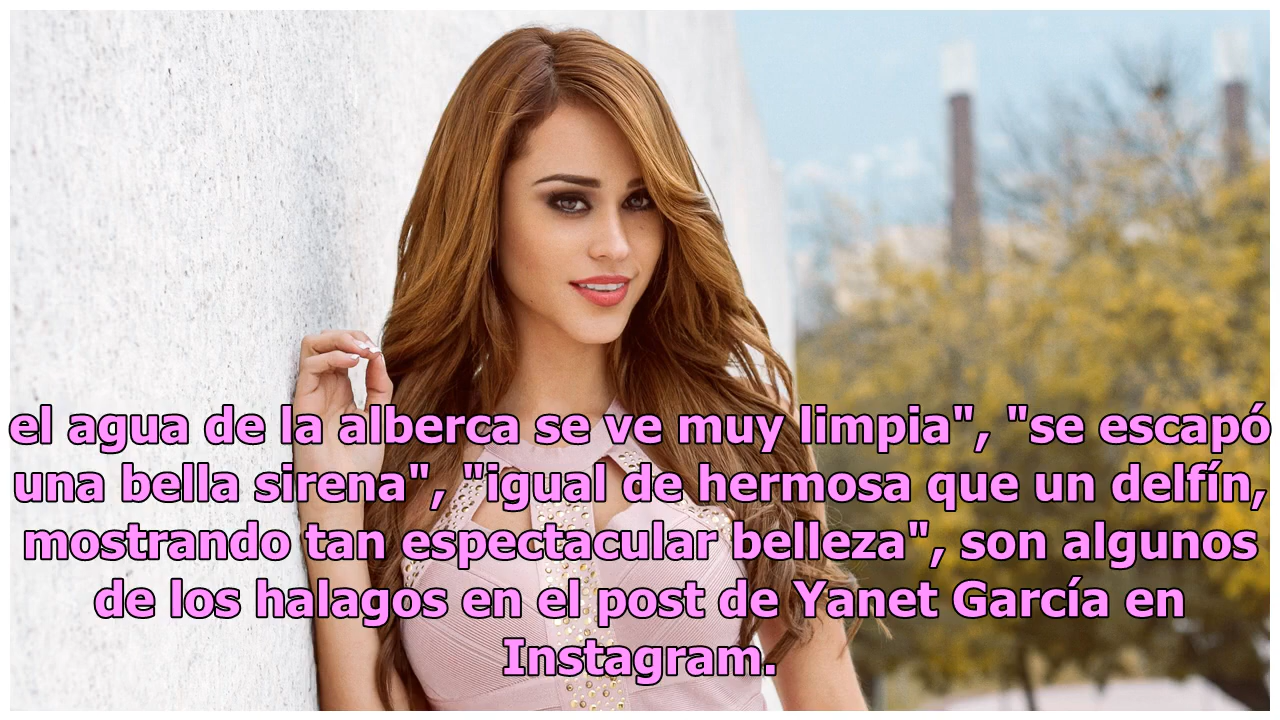 el agua de la alberca se ve muy limpia", "se escapó
una bella sirena", "igual de hermosa que un delfín,
mostrando tan espectacular belleza", son algunos
de los halagos en el post de Yanet García en
Instagram.